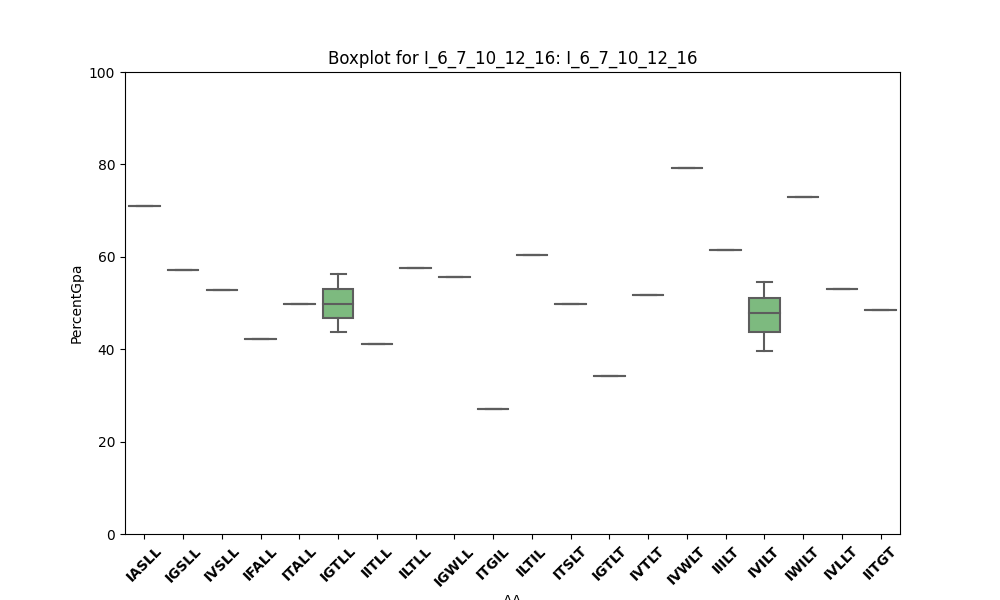 Boxplot for I_6_7_10_12_16: I_6_7_10_12_16
100
80
60
40
20
0
PercentGpa
IASLL
IGSLL
IVSLL
IFALL
ITALL
IGTLL
IITLL
ILTLL
IGWLL
ITGIL
ILTIL
ITSLT
IGTLT
IVTLT
IVWLT
IIILT
IVILT
IWILT
IVLLT
IITGT
AA